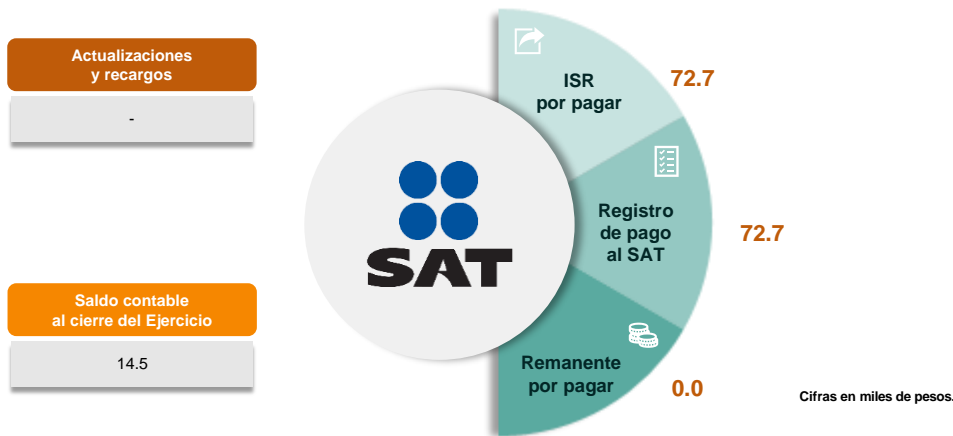 Actualizaciones
y recargos
-
Saldo contable
al cierre del Ejercicio
14.5
SAT
ISR
por pagar
72.7
Registro
de pago
al SAT
72.7
Remanente
por pagar
0.0
Cifras en miles de pesos.